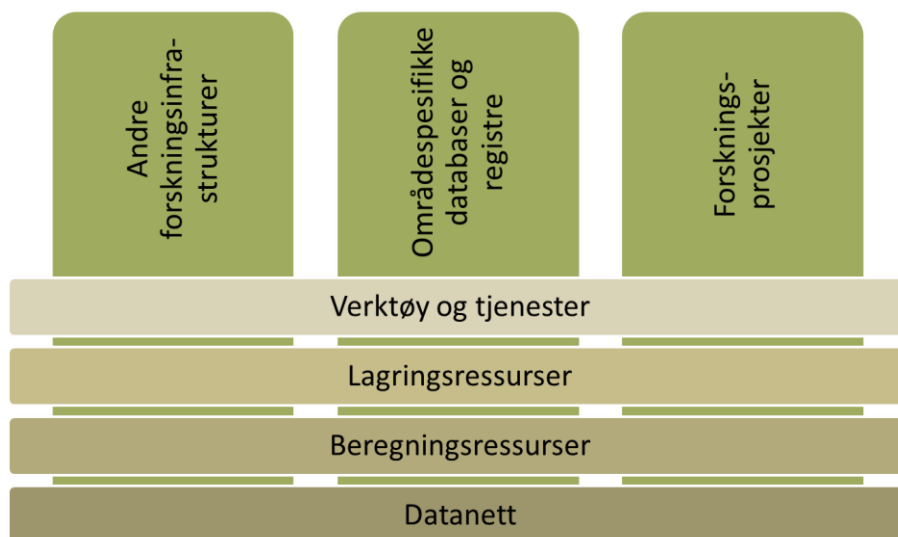 Andre
forskningsinfra-
strukturer
Områdespesifikke
databaser og
registre
Forsknings-
prosjekter
Verktøy og tjenester
Lagringsressurser
Beregningsressurser
Datanett